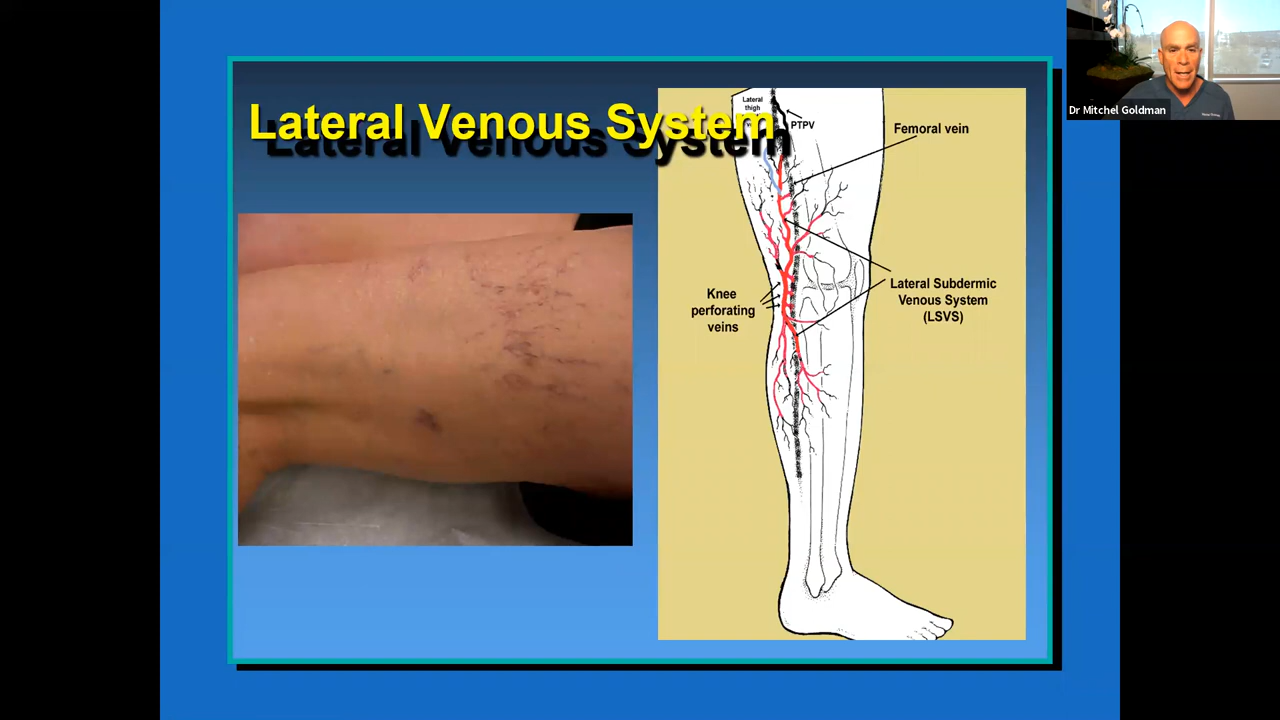 Lateral Venous System
Lateral
thigh
PTPV
Femoral vein
Knee
perforating
veins
Lateral Subdermic
Venous System
(LSVS)
Dr Mitchel Goldman